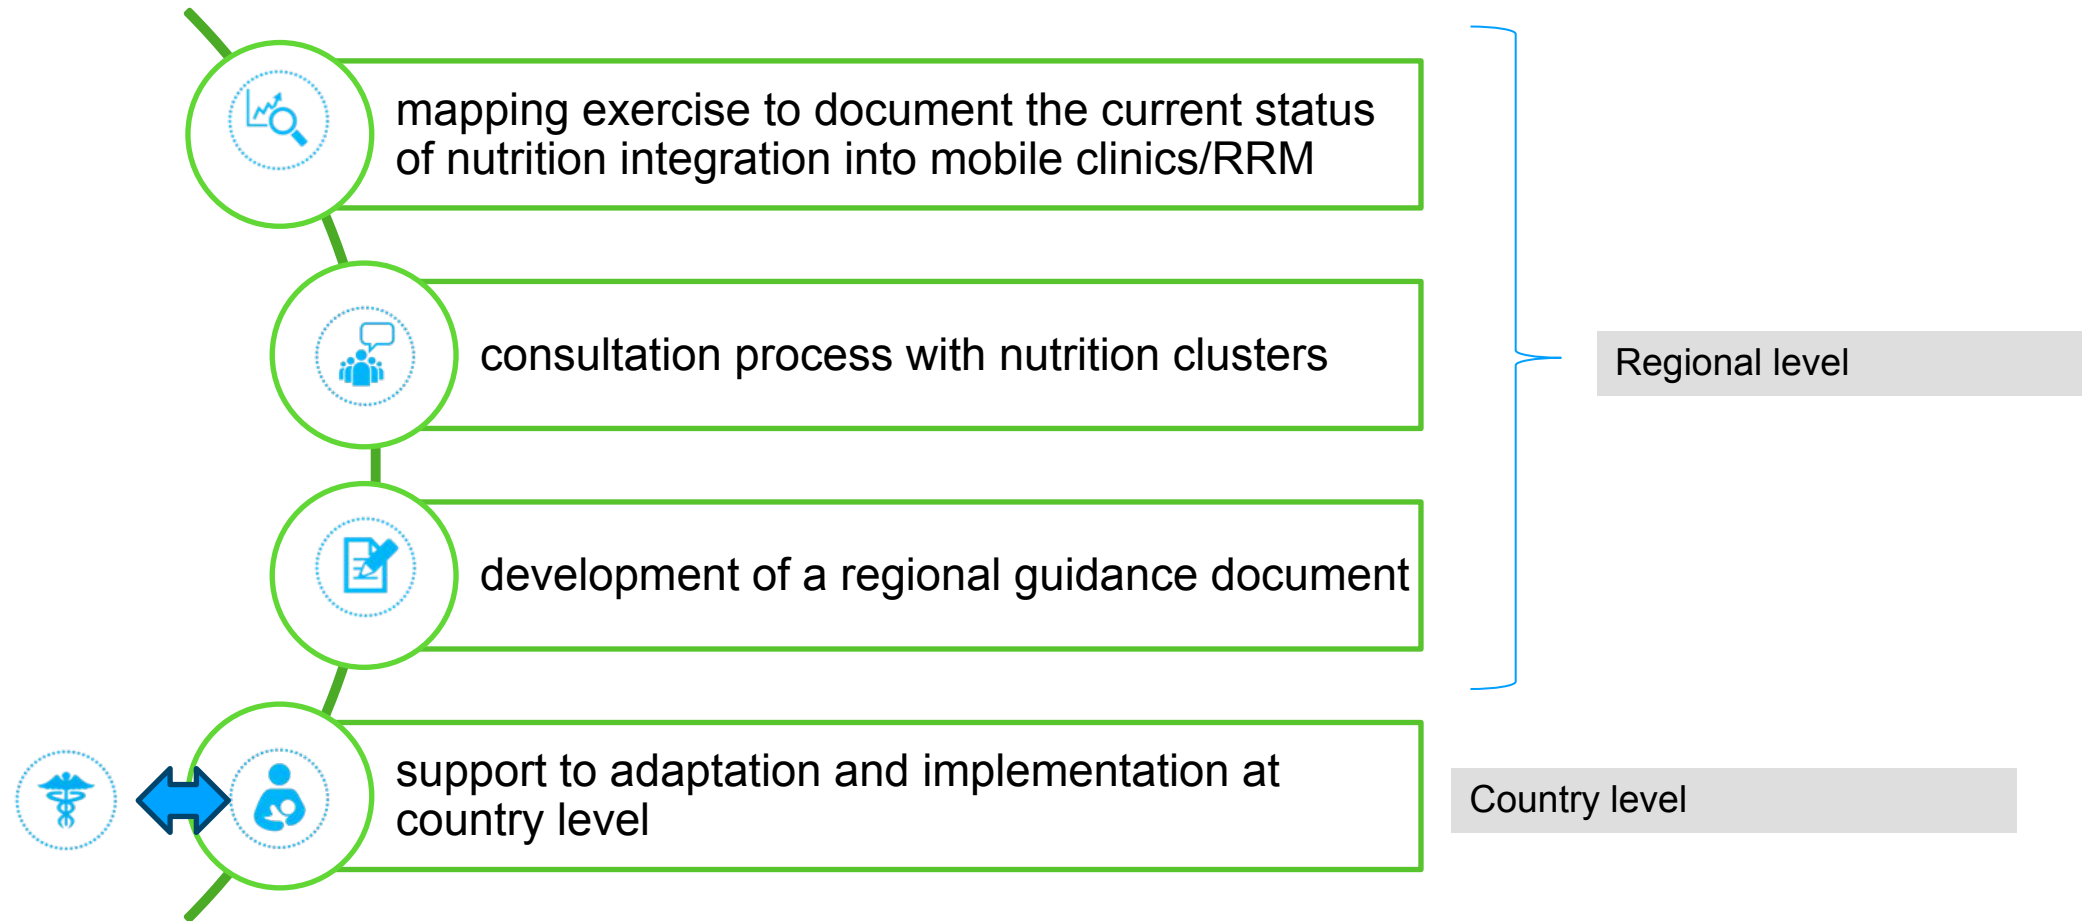 mapping exercise to document the current status
of nutrition integration into mobile clinics/RRM
consultation process with nutrition clusters
Regional level
development of a regional guidance document
support to adaptation and implementation at
country level
Country level